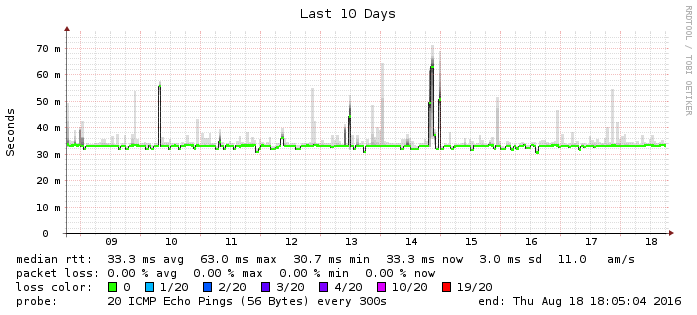 Last 10 Days
RRDTOOL / TOBI OETIKER
Seconds
70 m
60 m
50 m
40 m
30 m
20 m
10 m
0
09 10 11 12 13 14 15 16 17 18
median rtt: 33.3 ms avg 63.0 ms max 30.7 ms min 33.3 ms now 3.0 ms sd 11.0 am/s
packet loss: 0.00 % avg 0.00 % max 0.00 % min 0.00 % now
loss color: 0 1/20 2/20 3/20 4/20 10/20 19/20
probe: 20 ICMP Echo Pings (56 Bytes) every 300s end: Thu Aug 18 18:05:04 2016